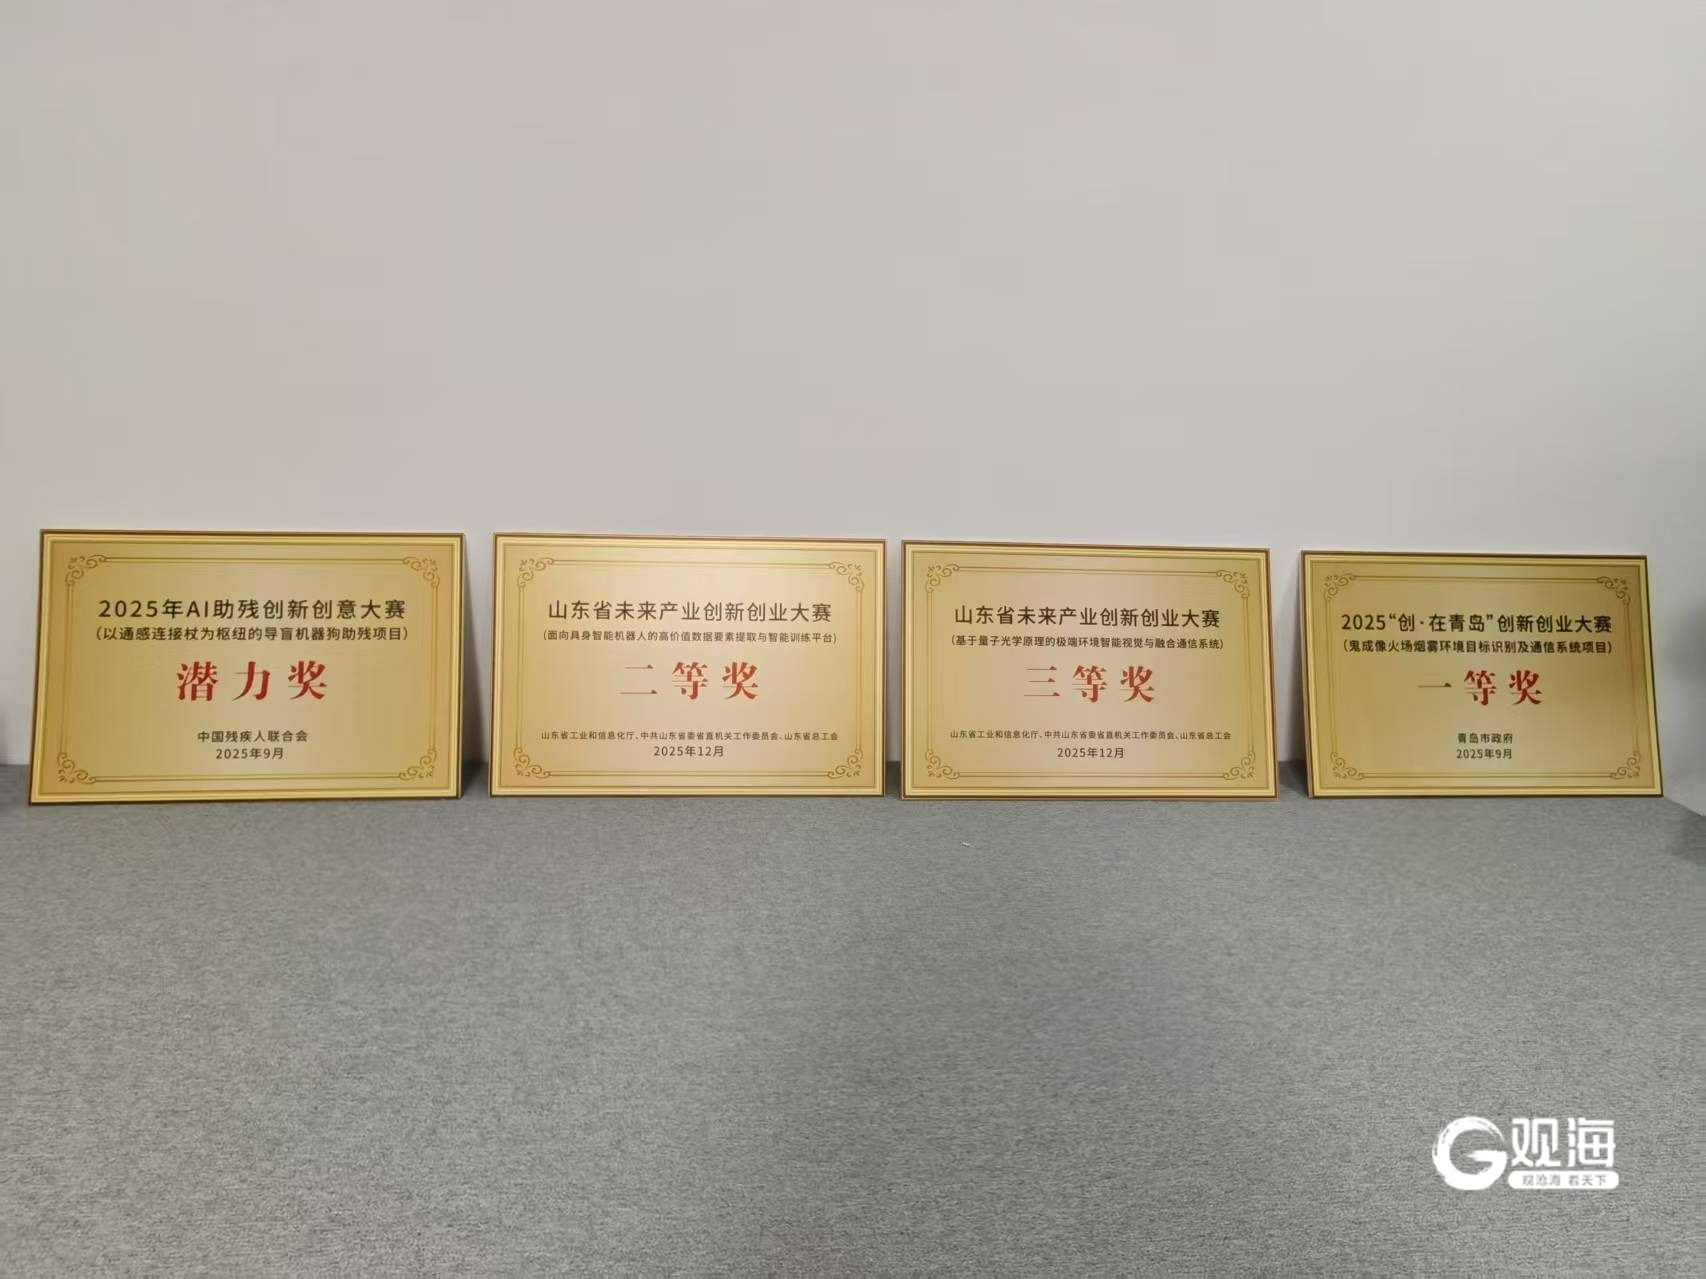 2025年AI助残创新创意大赛
(以通感连接杖为枢纽的导盲机器狗助残项目)
潜力奖
中国残疾人联合会
2025年9月
山东省未来产业创新创业大赛
(面向具身智能机器人的高价值数据要素提取与智能训练平台)
二等奖
山东省工业和信息化厅、中共山东省委省直机关工作委员会、山东省总工会
2025年12月
山东省未来产业创新创业大赛
(基于量子光学原理的极端环境智能视觉与融合通信系统)
三等奖
山东省工业和信息化厅、中共山东省委省直机关工作委员会、山东省总工会
2025年12月
2025“创·在青岛”创新创业大赛
(鬼成像火场烟雾环境目标识别及通信系统项目)
一等奖
青岛市政府
2025年9月
观海
观沧海 看天下